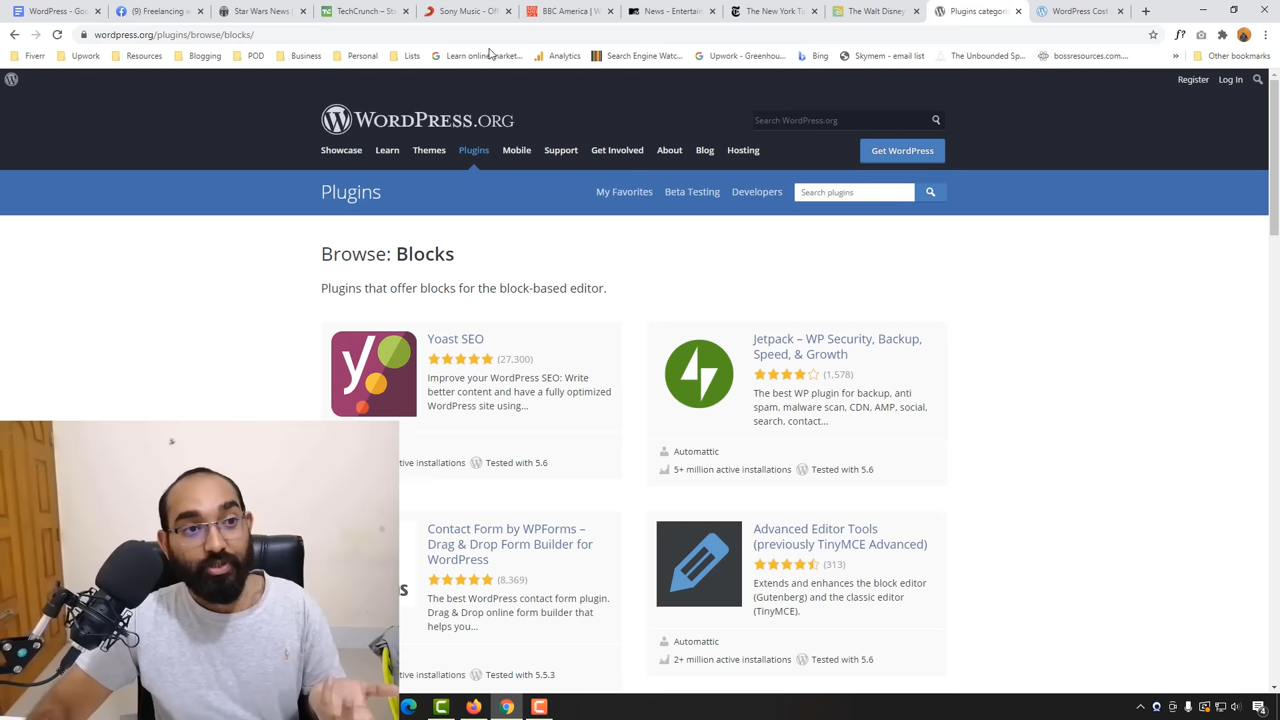 WordPress - Goo
(9) Freelancing w
Star Wars News |
TechCrunch – Sta
Sony Music - Off
BBC America | W
News - Entertain
The New York Ti
The Walt Disney
Plugins categori
WordPress Cost
wordpress.org/plugins/browse/blocks/
Fiverr Upwork Resources Blogging POD Business Personal Lists Learn online market... Analytics Search Engine Watc... Upwork - Greenhou... Bing Skymem - email list The Unbounded Sp... bossresources.com... » Other bookmarks
Register Log In
WORDPRESS.ORG
Search WordPress.org
Showcase Learn Themes Plugins Mobile Support Get Involved About Blog Hosting
Get WordPress
Plugins
My Favorites Beta Testing Developers
Search plugins
Browse: Blocks
Plugins that offer blocks for the block-based editor.
Yoast SEO
(27,300)
Improve your WordPress SEO: Write
better content and have a fully optimized
WordPress site using...
tive installations Tested with 5.6
Jetpack – WP Security, Backup,
Speed, & Growth
(1,578)
The best WP plugin for backup, anti
spam, malware scan, CDN, AMP, social,
search, contact...
Automattic
5+ million active installations Tested with 5.6
Contact Form by WPForms –
Drag & Drop Form Builder for
WordPress
(8,369)
The best WordPress contact form plugin.
Drag & Drop online form builder that
helps you...
tive installations Tested with 5.5.3
Advanced Editor Tools
(previously TinyMCE Advanced)
(313)
Extends and enhances the block editor
(Gutenberg) and the classic editor
(TinyMCE).
Automattic
2+ million active installations Tested with 5.6